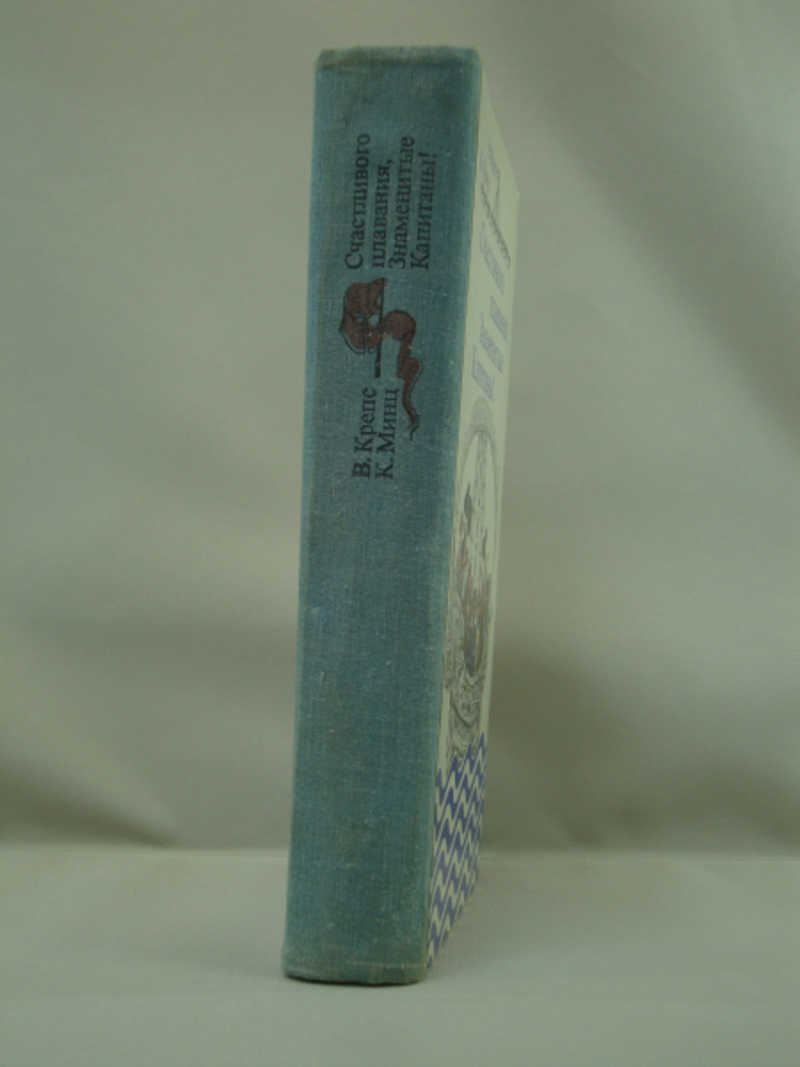 В. Крепс
К. Минц
Счастливого
плавания,
Знаменитые
Капитаны!